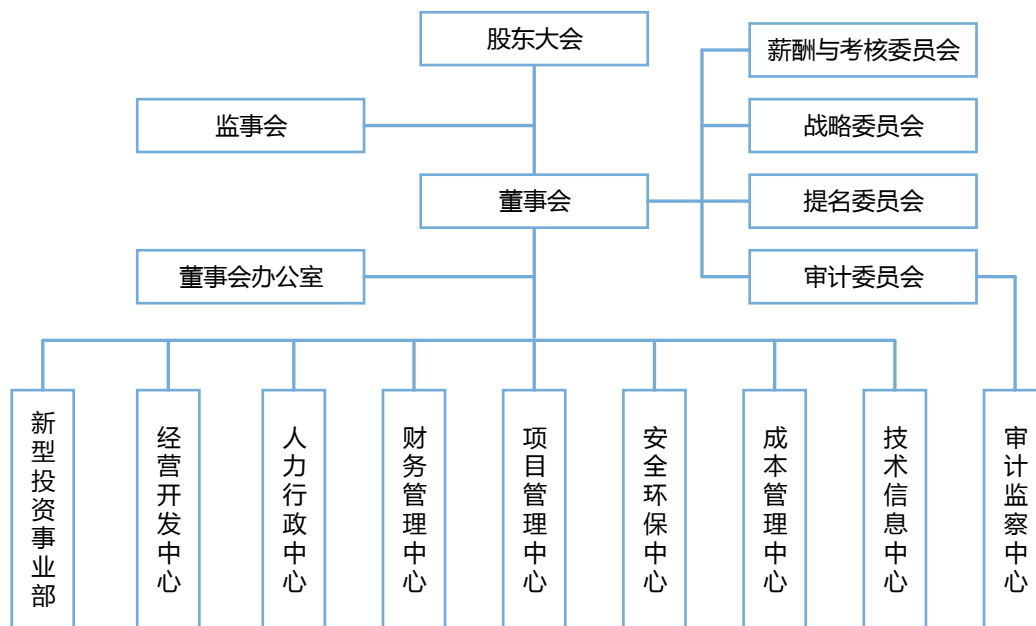 股东大会
薪酬与考核委员会
监事会
战略委员会
董事会
提名委员会
董事会办公室
审计委员会
新型投资事业部
经营开发中心
人力行政中心
财务管理中心
项目管理中心
安全环保中心
成本管理中心
技术信息中心
审计监察中心